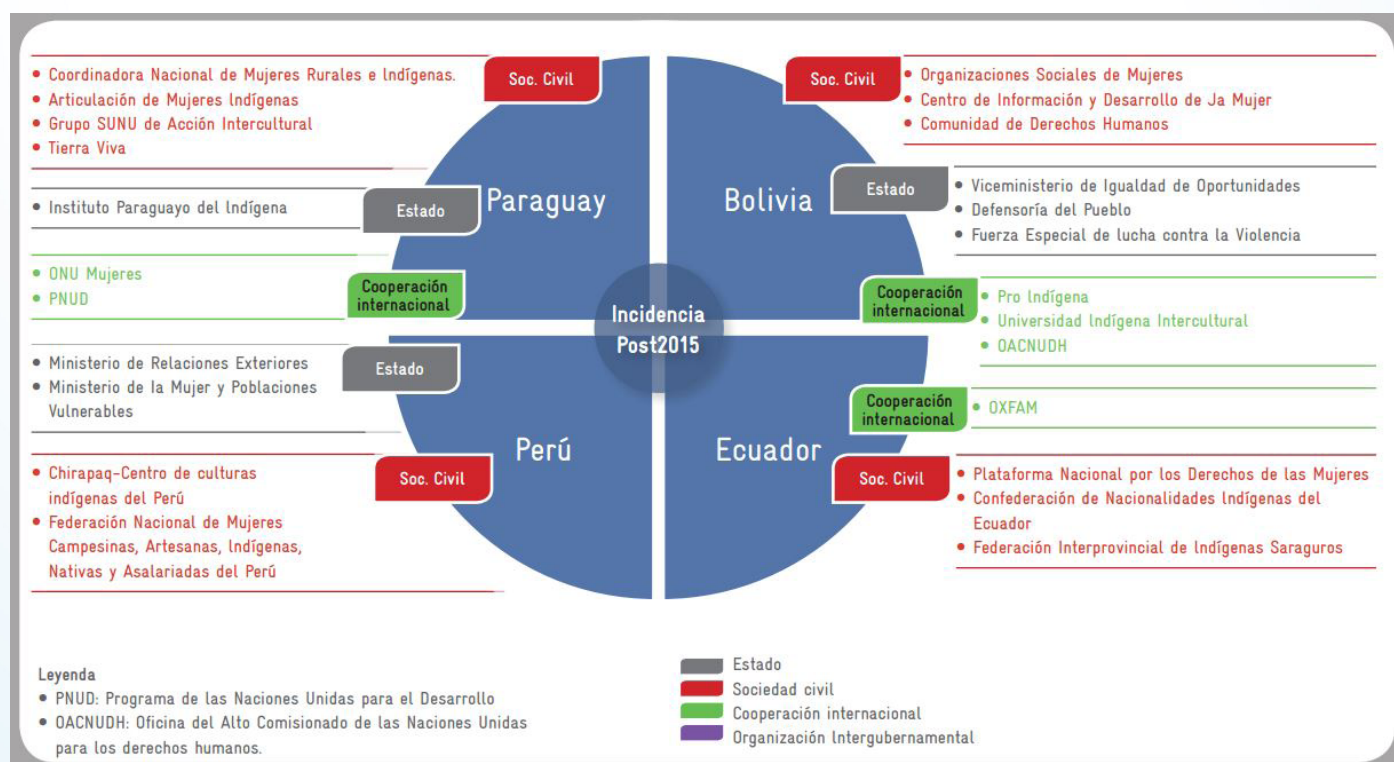 • Coordinadora Nacional de Mujeres Rurales e Indígenas.
• Articulación de Mujeres Indígenas
• Grupo SUNU de Acción Intercultural
• Tierra Viva
Soc. Civil
• Instituto Paraguayo del Indígena
Estado
• ONU Mujeres
• PNUD
Cooperación
internacional
Paraguay
Soc. Civil
• Organizaciones Sociales de Mujeres
• Centro de Información y Desarrollo de Ja Mujer
• Comunidad de Derechos Humanos
Estado
• Viceministerio de Igualdad de Oportunidades
• Defensoría del Pueblo
• Fuerza Especial de lucha contra la Violencia
Bolivia
Cooperación
internacional
• Pro Indígena
• Universidad Indígena Intercultural
• OACNUDH
Incidencia
Post2015
• Ministerio de Relaciones Exteriores
• Ministerio de la Mujer y Poblaciones
Vulnerables
Estado
Perú
• Chirapaq-Centro de culturas
indígenas del Perú
• Federación Nacional de Mujeres
Campesinas, Artesanas, Indígenas,
Nativas y Asalariadas del Perú
Soc. Civil
Cooperación
internacional
• OXFAM
Ecuador
Soc. Civil
• Plataforma Nacional por los Derechos de las Mujeres
• Confederación de Nacionalidades Indígenas del
Ecuador
• Federación Interprovincial de Indígenas Saraguros
Leyenda
• PNUD: Programa de las Naciones Unidas para el Desarrollo
• OACNUDH: Oficina del Alto Comisionado de las Naciones Unidas
para los derechos humanos.
Estado
Sociedad civil
Cooperación internacional
Organización Intergubernamental